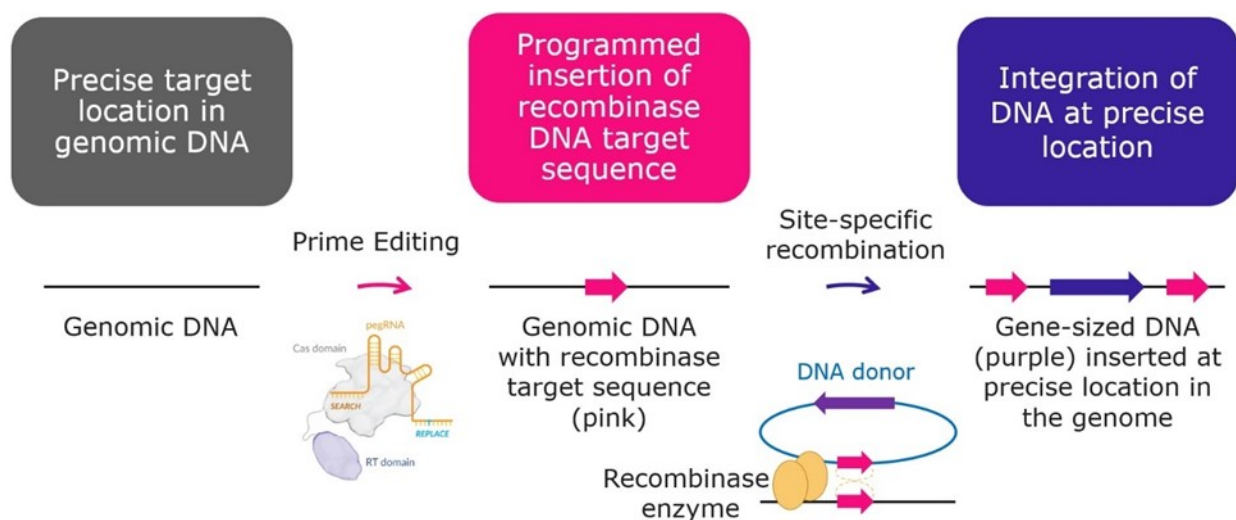 Precise target
location in
genomic DNA
Programmed
insertion of
recombinase
DNA target
sequence
Integration of
DNA at precise
location
Prime Editing
Site-specific
recombination
Genomic DNA
pegRNA
Cas domain
SEARCH
REPLACE
RT domain
Genomic DNA
with recombinase
target sequence
(pink)
DNA donor
Recombinase
enzyme
Gene-sized DNA
(purple) inserted at
precise location in
the genome